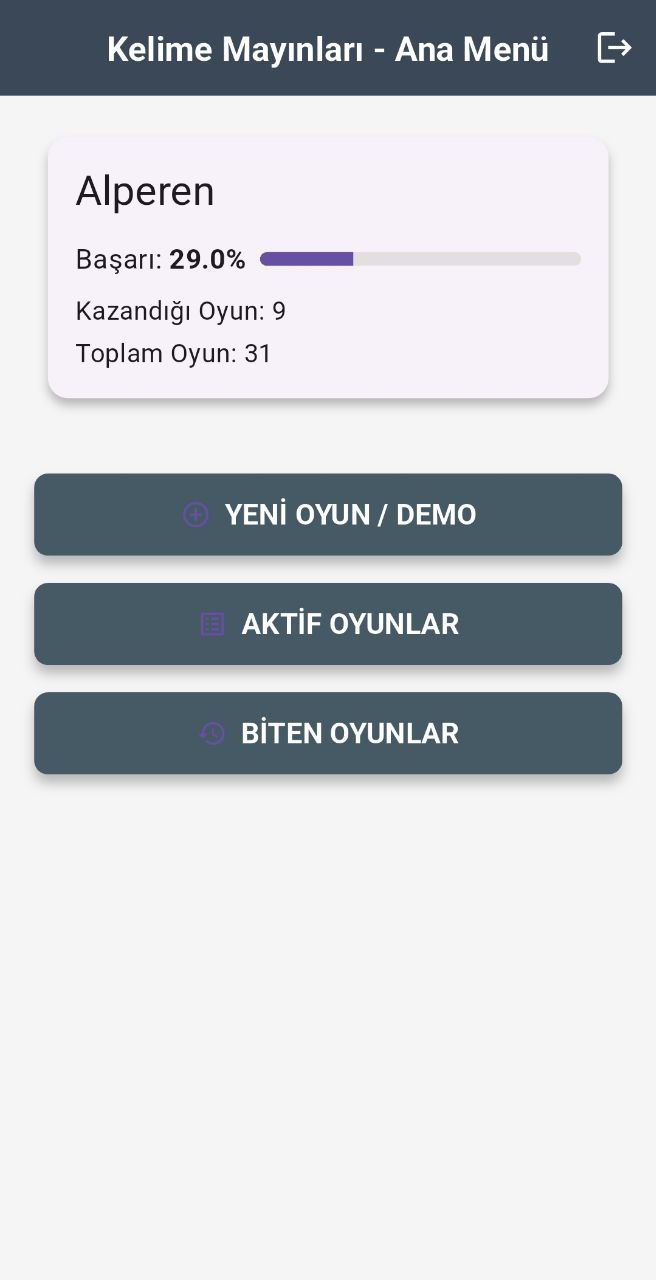 Kelime Mayınları - Ana Menü
Alperen
Başarı: 29.0%
Kazandığı Oyun: 9
Toplam Oyun: 31
YENİ OYUN / DEMO
AKTİF OYUNLAR
BİTEN OYUNLAR